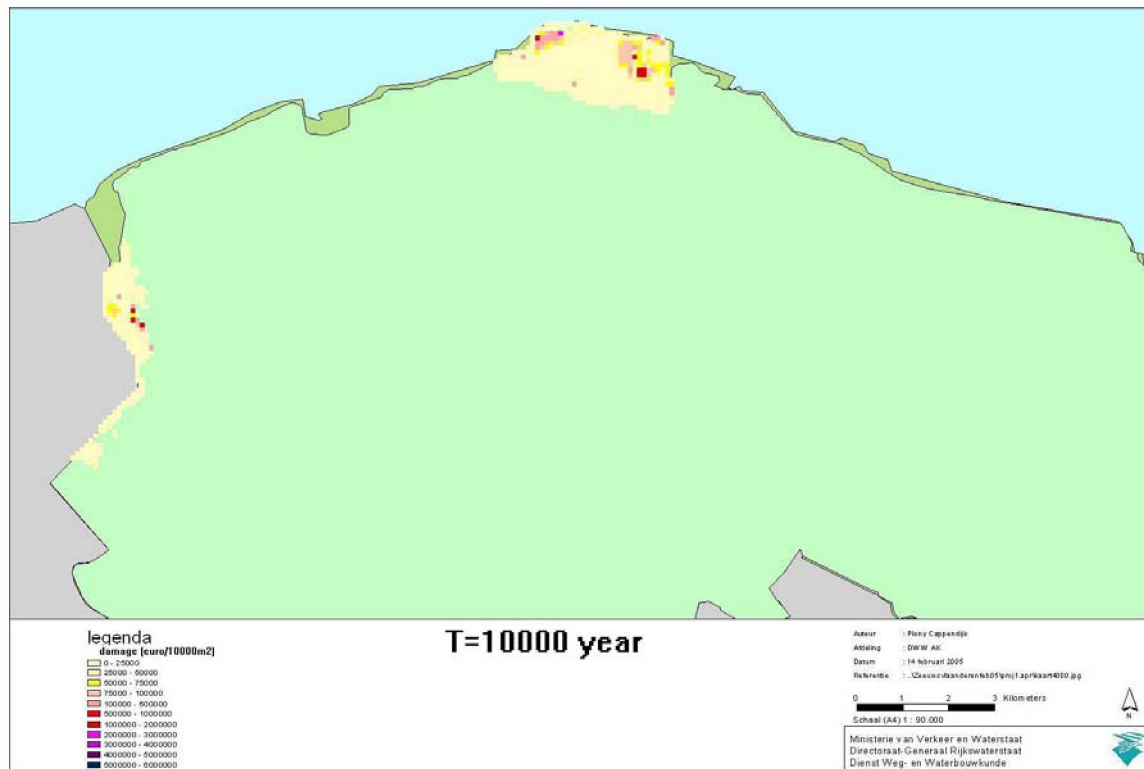 legenda
damage [euro/10000m2]
0 - 25000
25000 - 50000
50000 - 75000
75000 - 100000
100000 - 500000
500000 - 1000000
1000000 - 2000000
2000000 - 3000000
3000000 - 4000000
4000000 - 5000000
5000000 - 6000000
T=10000 year
Auteur : Plony Cappendijk
Afdeling : DWW AK
Datum : 14 februari 2005
Referentie
0 1 2 3 Kilometers
Schaal (A4) 1 : 90.000
N
Ministerie van Verkeer en Waterstaat
Directoraat-Generaal Rijkswaterstaat
Dienst Weg- en Waterbouwkunde